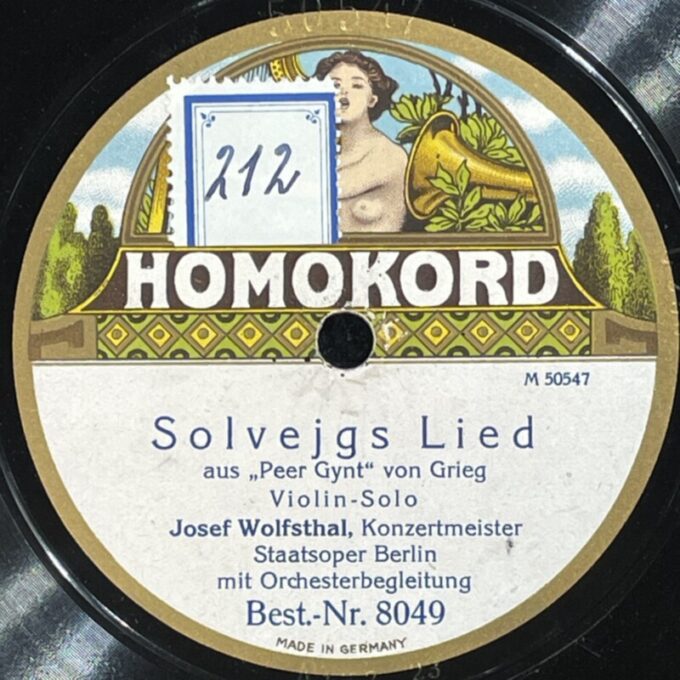 50547
212
HOMOKORD
M 50547
Solvejgs Lied
aus „Peer Gynt“ von Grieg
Violin-Solo
Josef Wolfsthal, Konzertmeister
Staatsoper Berlin
mit Orchesterbegleitung
Best.-Nr. 8049
MADE IN GERMANY